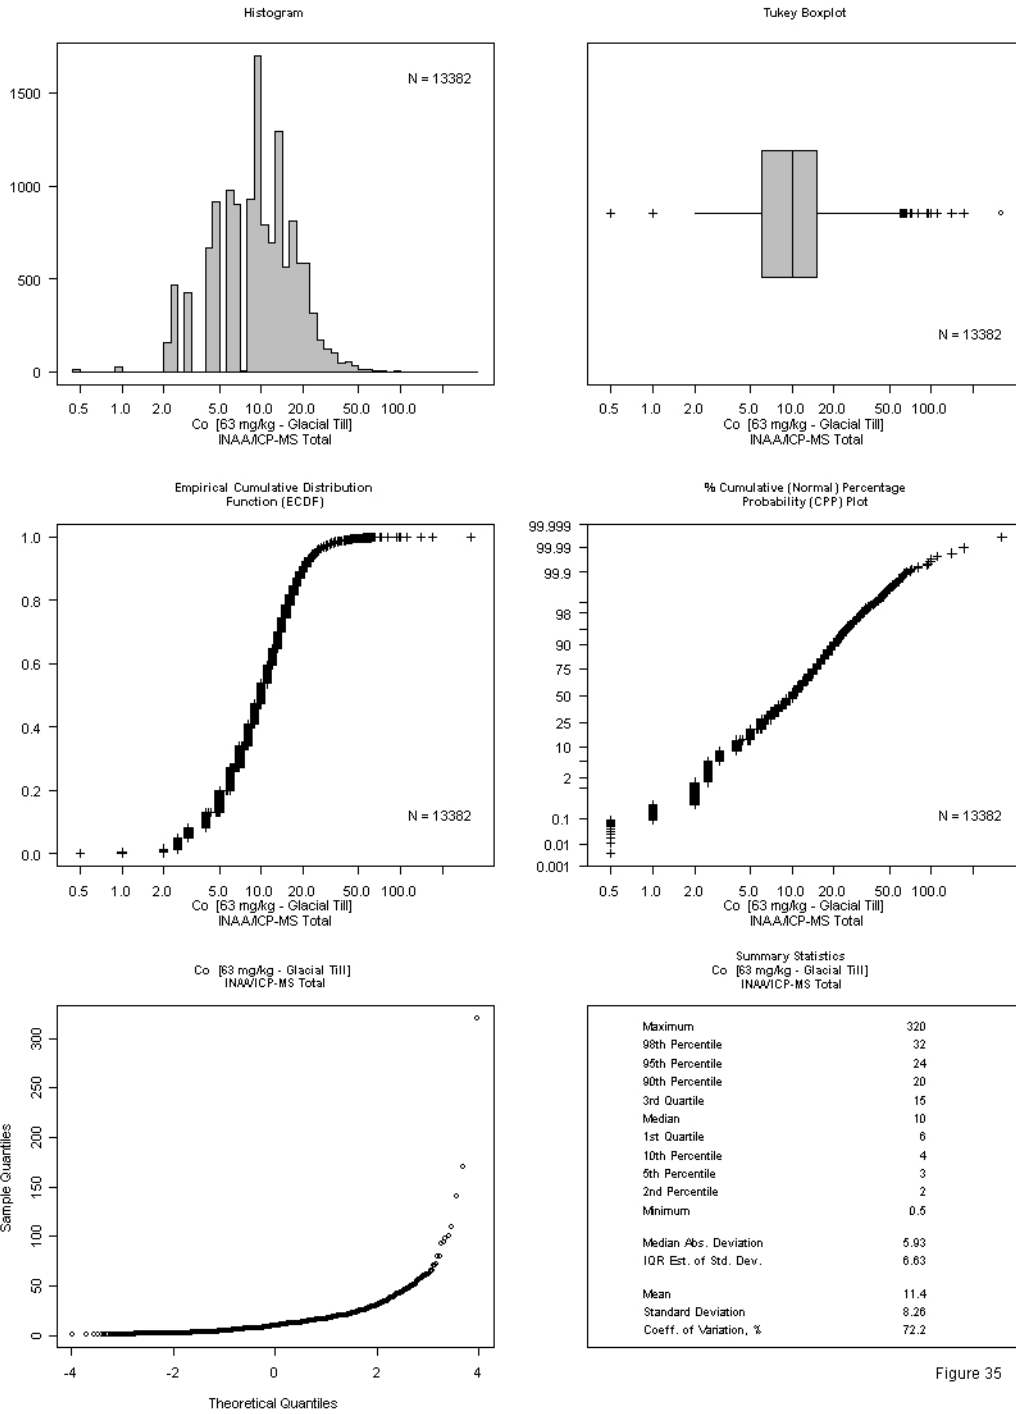 Histogram
N = 13382
1500
1000
500
0
0.5 1.0 2.0 5.0 10.0 20.0 50.0 100.0
Co [63 mg/kg - Glacial Till]
INAA/ICP-MS Total
Tukey Boxplot
N = 13382
0.5 1.0 2.0 5.0 10.0 20.0 50.0 100.0
Co [63 mg/kg - Glacial Till]
INAA/ICP-MS Total
Empirical Cumulative Distribution
Function (ECDF)
1.0
0.8
0.6
0.4
0.2
0.0
N = 13382
0.5 1.0 2.0 5.0 10.0 20.0 50.0 100.0
Co [63 mg/kg - Glacial Till]
INAA/ICP-MS Total
% Cumulative (Normal) Percentage
Probability (CPP) Plot
99.999
99.99
99.9
98
90
75
50
25
10
2
0.1
0.01
0.001
N = 13382
0.5 1.0 2.0 5.0 10.0 20.0 50.0 100.0
Co [63 mg/kg - Glacial Till]
INAA/ICP-MS Total
Co [63 mg/kg - Glacial Till]
INAA/ICP-MS Total
Sample Quantiles
300
250
200
150
100
50
0
-4 -2 0 2 4
Theoretical Quantiles
Summary Statistics
Co [63 mg/kg - Glacial Till]
INAA/ICP-MS Total
Maximum 320
98th Percentile 32
95th Percentile 24
90th Percentile 20
3rd Quartile 15
Median 10
1st Quartile 6
10th Percentile 4
5th Percentile 3
2nd Percentile 2
Minimum 0.5
Median Abs. Deviation 5.93
IQR Est. of Std. Dev. 6.63
Mean 11.4
Standard Deviation 8.26
Coeff. of Variation, % 72.2
Figure 35